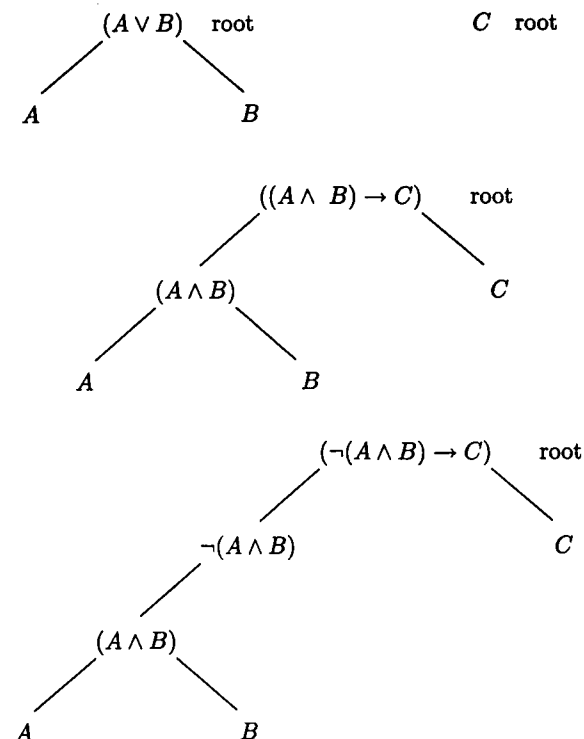 (A ∨ B) root C root
A B
((A ∧ B) → C) root
(A ∧ B) C
A B
(¬(A ∧ B) → C) root
¬(A ∧ B) C
(A ∧ B)
A B